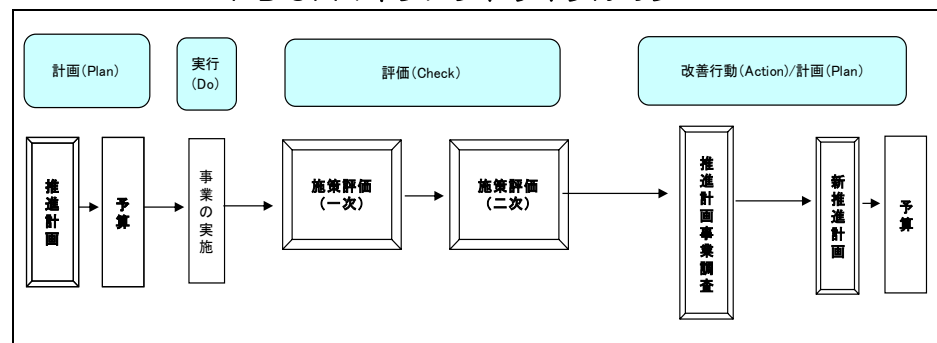 計画(Plan)
実行
(Do)
評価(Check)
改善行動(Action)/計画(Plan)
推進計画
予算
事業の実施
施策評価
(一次)
施策評価
(二次)
推進計画事業調査
新推進計画
予算